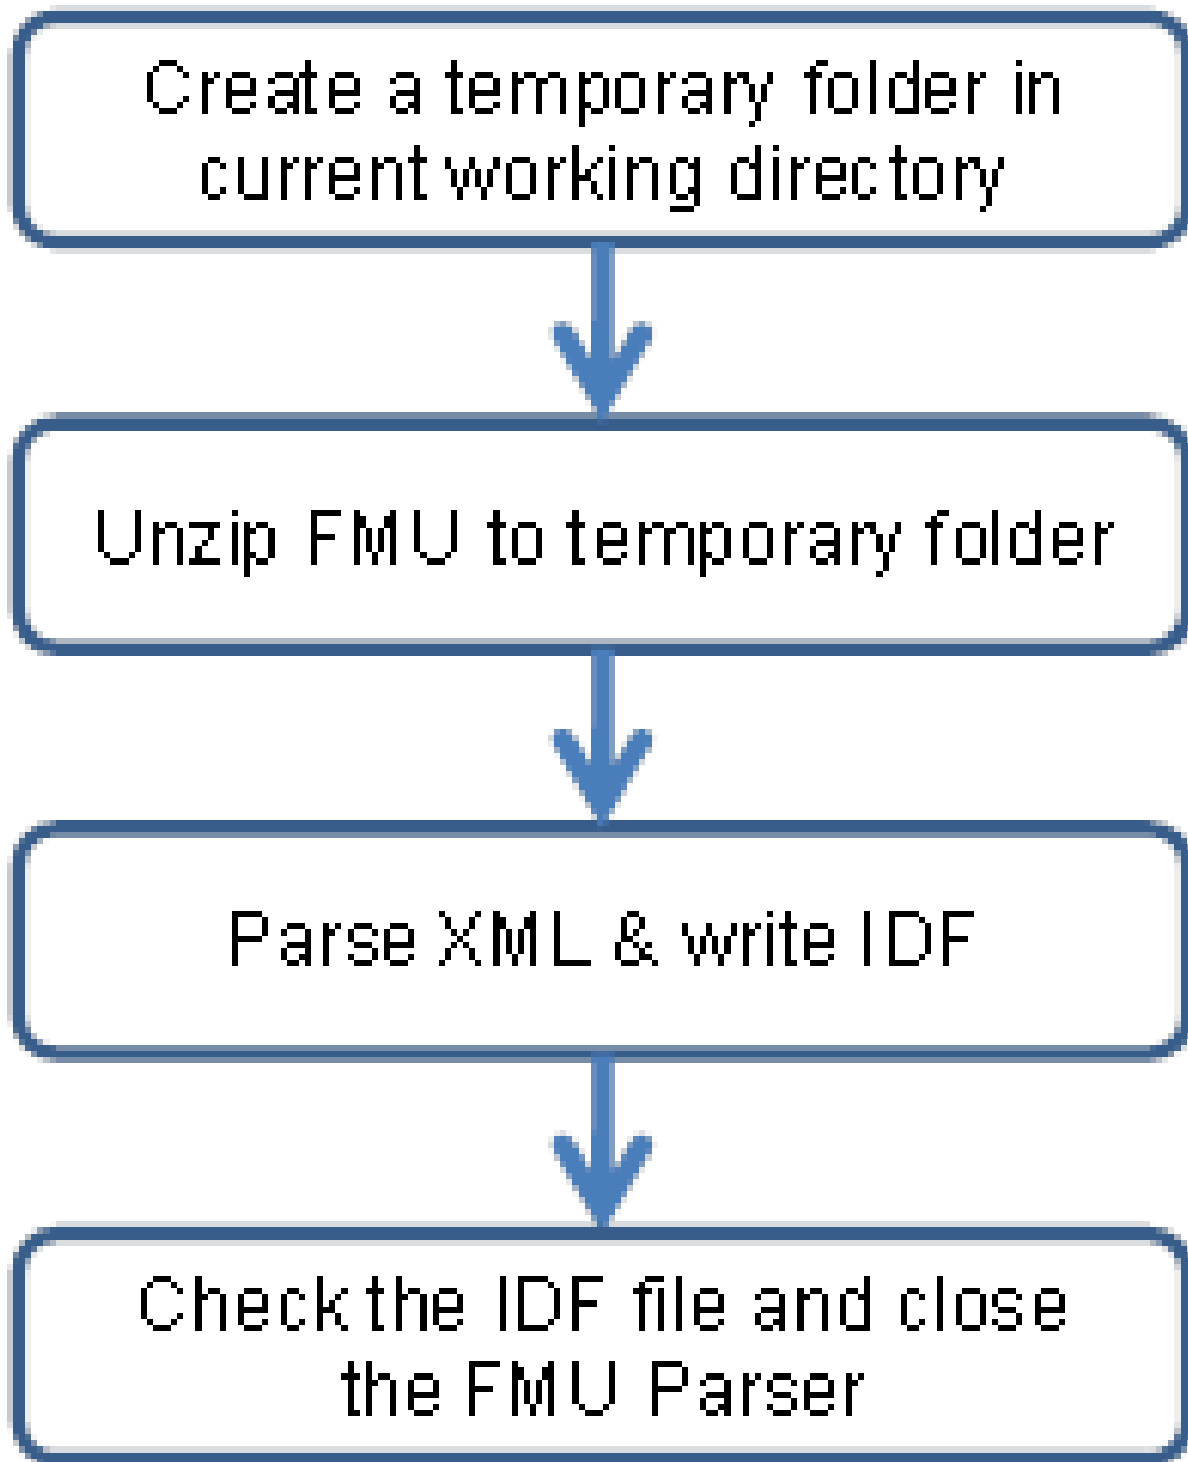 Create a temporary folder in
current working directory
Unzip FMU to temporary folder
Parse XML & write IDF
Check the IDF file and close
the FMU Parser